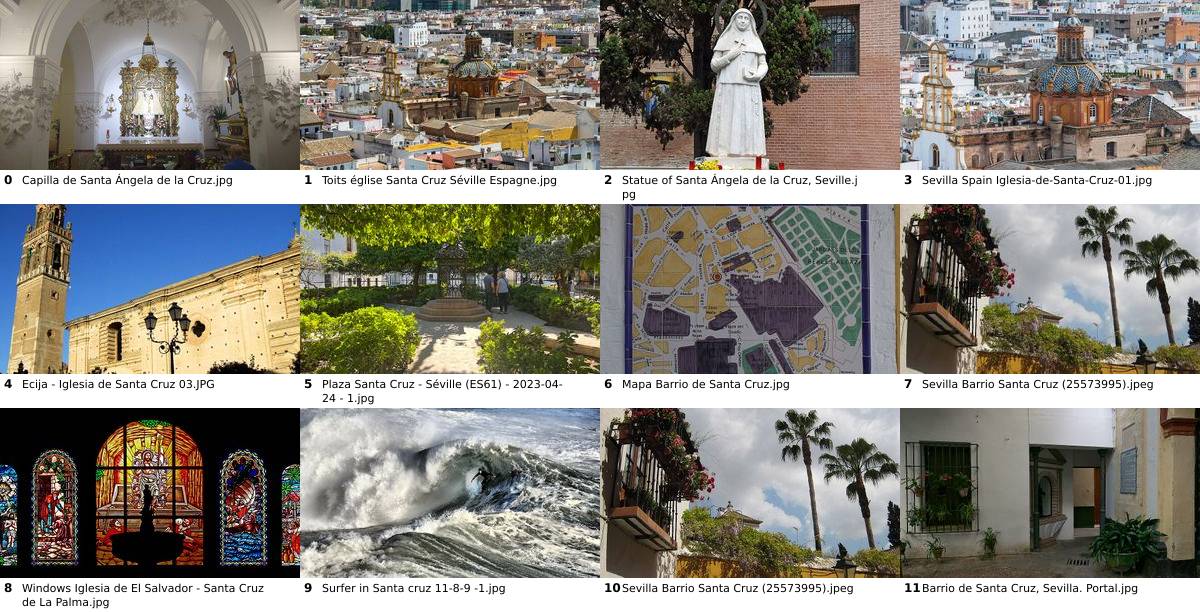 0 Capilla de Santa Ángela de la Cruz.jpg
1 Toits église Santa Cruz Séville Espagne.jpg
2 Statue of Santa Ángela de la Cruz, Seville.j
pg
3 Sevilla Spain Iglesia-de-Santa-Cruz-01.jpg
4 Ecija - Iglesia de Santa Cruz 03.JPG
5 Plaza Santa Cruz - Séville (ES61) - 2023-04-
24 - 1.jpg
6 Mapa Barrio de Santa Cruz.jpg
7 Sevilla Barrio Santa Cruz (25573995).jpeg
8 Windows Iglesia de El Salvador - Santa Cruz
de La Palma.jpg
9 Surfer in Santa cruz 11-8-9 -1.jpg
10 Sevilla Barrio Santa Cruz (25573995).jpeg
11 Barrio de Santa Cruz, Sevilla. Portal.jpg